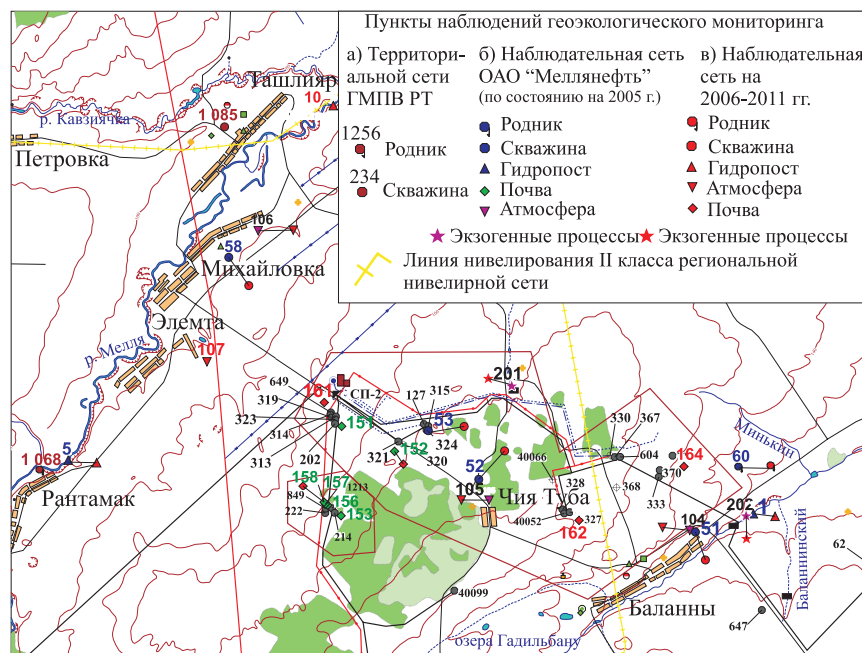 Пункты наблюдений геоэкологического мониторинга
а) Территори-
альной сети
ГМПВ РТ
1256
Родник
234
Скважина
б) Наблюдательная сеть
ОАО “Меллянефть”
(по состоянию на 2005 г.)
Родник
Скважина
Гидропост
Почва
Атмосфера
Экзогенные процессы
в) Наблюдательная
сеть на
2006-2011 гг.
Родник
Скважина
Гидропост
Атмосфера
Почва
Экзогенные процессы
Линия нивелирования II класса региональной
нивелирной сети
Ташлияр
10
1 085
р. Кавзиячка
Петровка
106
58
Михайловка
Элемта
р. Мелля
107
649
161
СП-2
127
315
201
319
323
151
53
330
367
314
324
Минькин
313
152
604
5
1 068
321
320
40066
164
60
202
52
370
158
157
1213
328
368
333
Рантамак
849
156
105
Чия Туба
202
1
222
153
104
51
40052
327
162
214
62
Баланнинский
40099
Баланны
647
озера Гадильбану